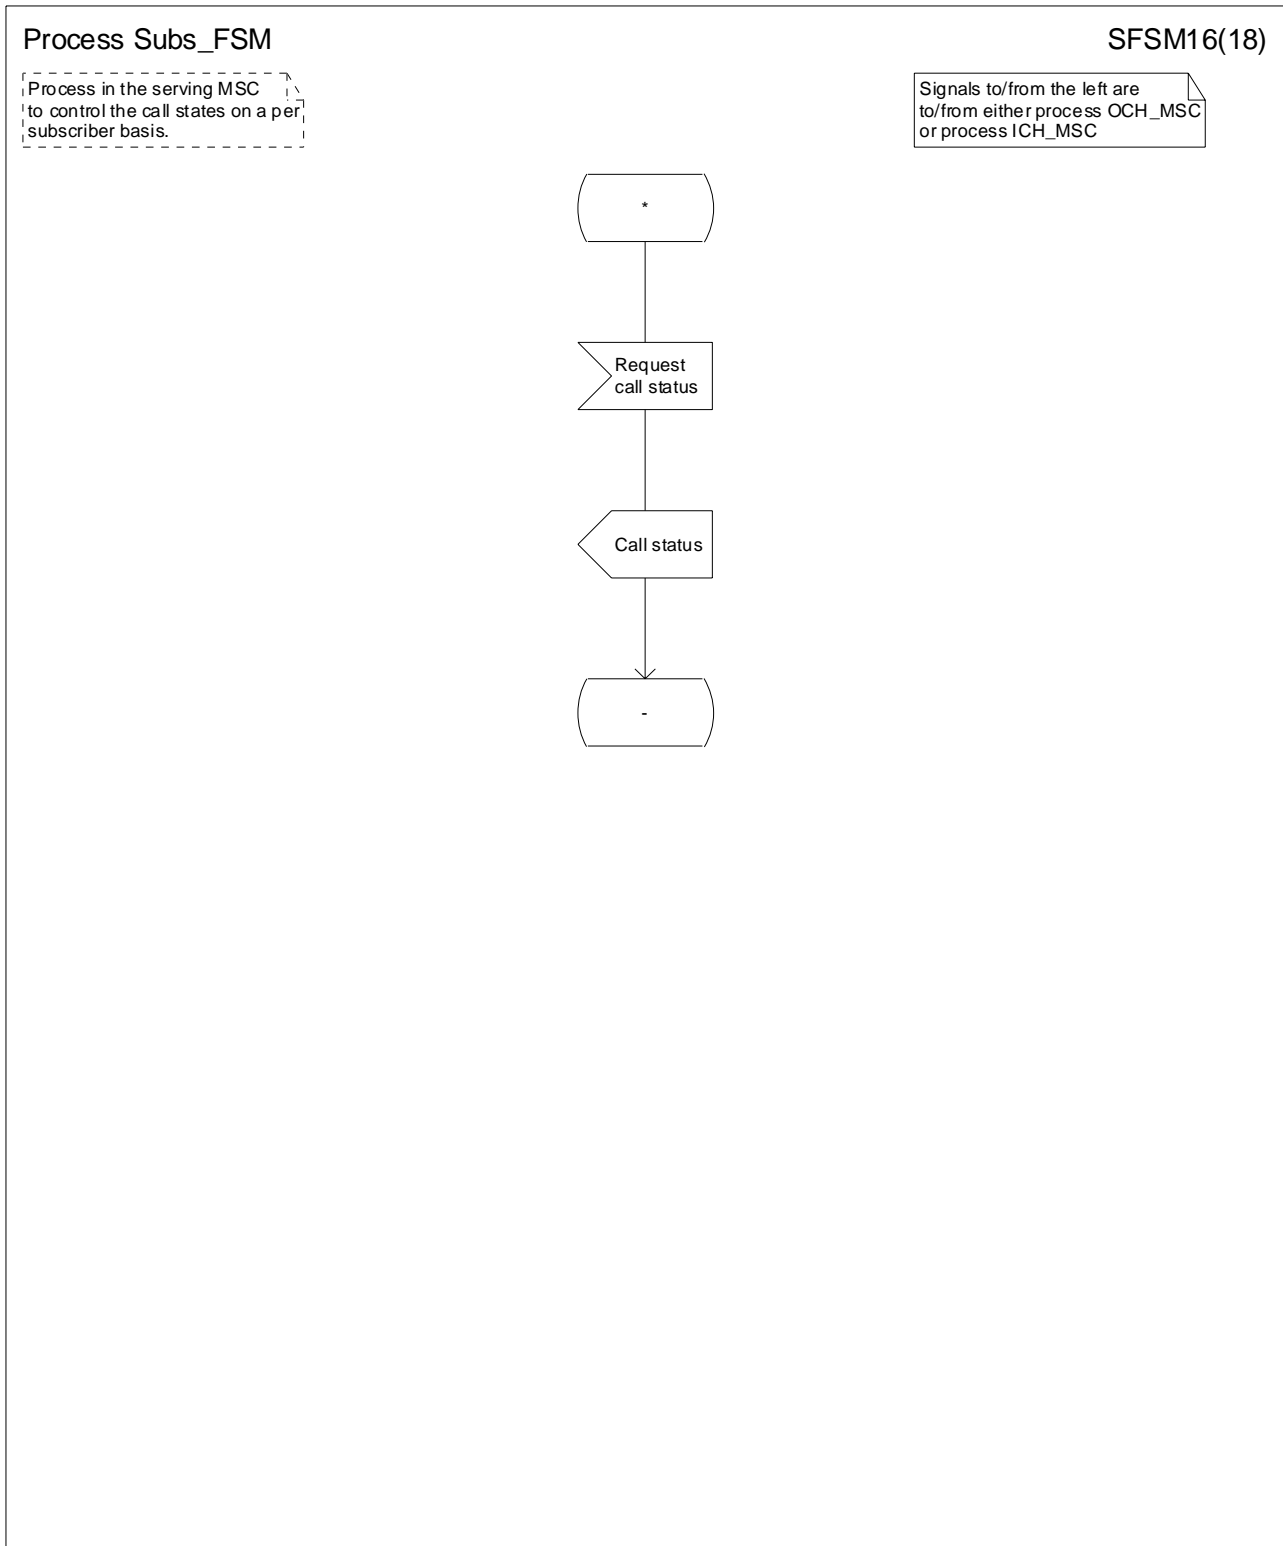 Process Subs_FSM
SFSM16(18)
Process in the serving MSC
to control the call states on a per
subscriber basis.
Signals to/from the left are
to/from either process OCH_MSC
or process ICH_MSC
*
Request
call status
Call status
-